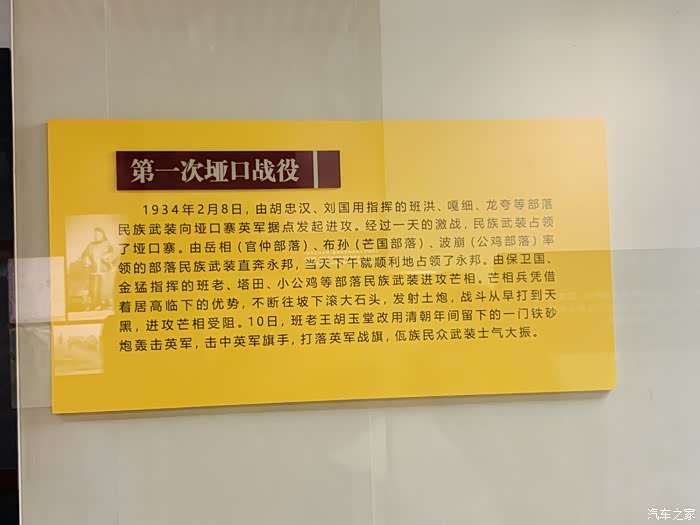 第一次垭口战役
1934年2月8日，由胡忠汉、刘国用指挥的班洪、嘎细、龙夸等部落
民族武装向垭口寨英军据点发起进攻。经过一天的激战，民族武装占领
了垭口寨。由岳相（官仲部落）、布孙（芒国部落）、波崩（公鸡部落）率
领的部落民族武装直奔永邦，当天下午就顺利地占领了永邦。由保卫国、
金猛指挥的班老、塔田、小公鸡等部落民族武装进攻芒相。芒相兵凭借
着居高临下的优势，不断往坡下滚大石头，发射土炮，战斗从早打到天
黑，进攻芒相受阻。10日，班老王胡玉堂改用清朝年间留下的一门铁砂
炮轰击英军，击中英军旗手，打落英军战旗，佤族民众武装士气大振。
汽车之家